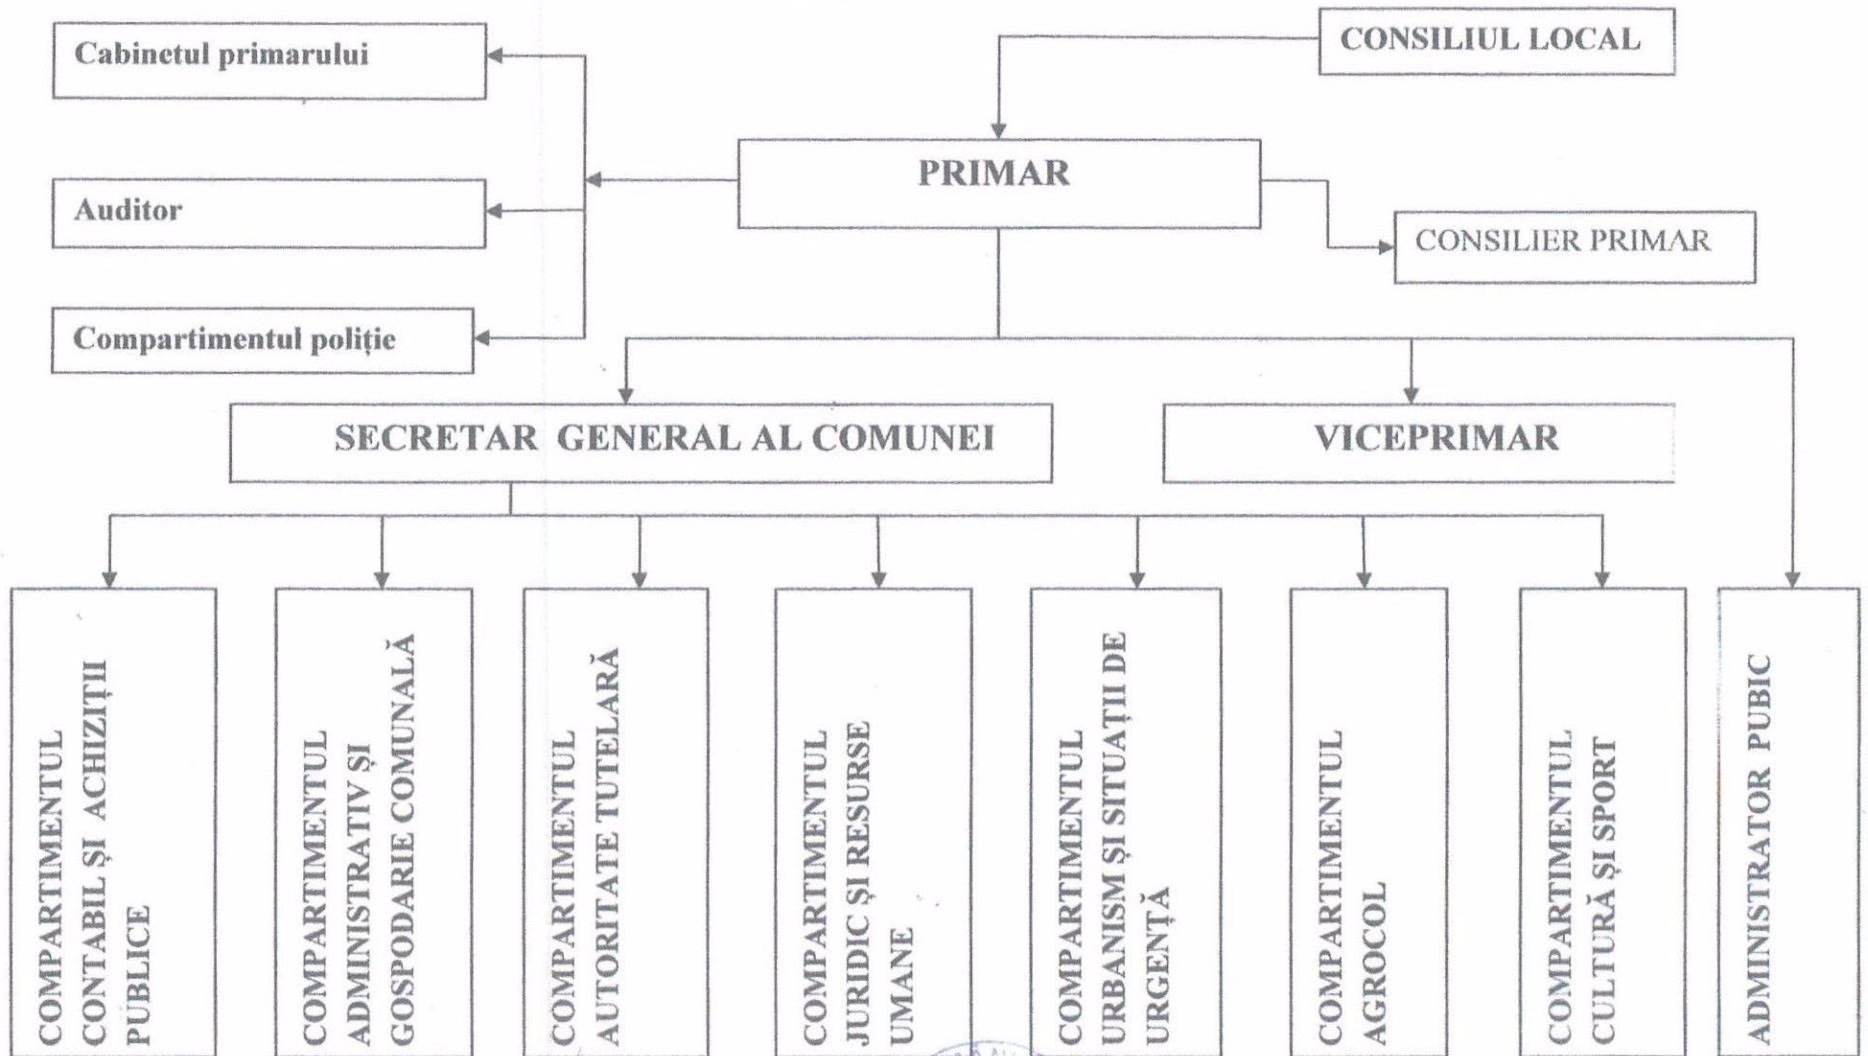 Cabinetul primarului
CONSILIUL LOCAL
PRIMAR
Auditor
CONSILIER PRIMAR
Compartimentul poliție
SECRETAR GENERAL AL COMUNEI
VICEPRIMAR
COMPARTIMENTUL
CONTABIL ȘI ACHIZIȚII
PUBLICE
COMPARTIMENTUL
ADMINISTRATIV ȘI
GOSPODARIE COMUNALĂ
COMPARTIMENTUL
AUTORITATE TUTELARĂ
COMPARTIMENTUL
JURIDIC ȘI RESURSE
UMANE
COMPARTIMENTUL
URBANISM ȘI SITUAȚII DE
URGENȚĂ
COMPARTIMENTUL
AGROCOL
COMPARTIMENTUL
CULTURĂ ȘI SPORT
ADMINISTRATOR PUBIC